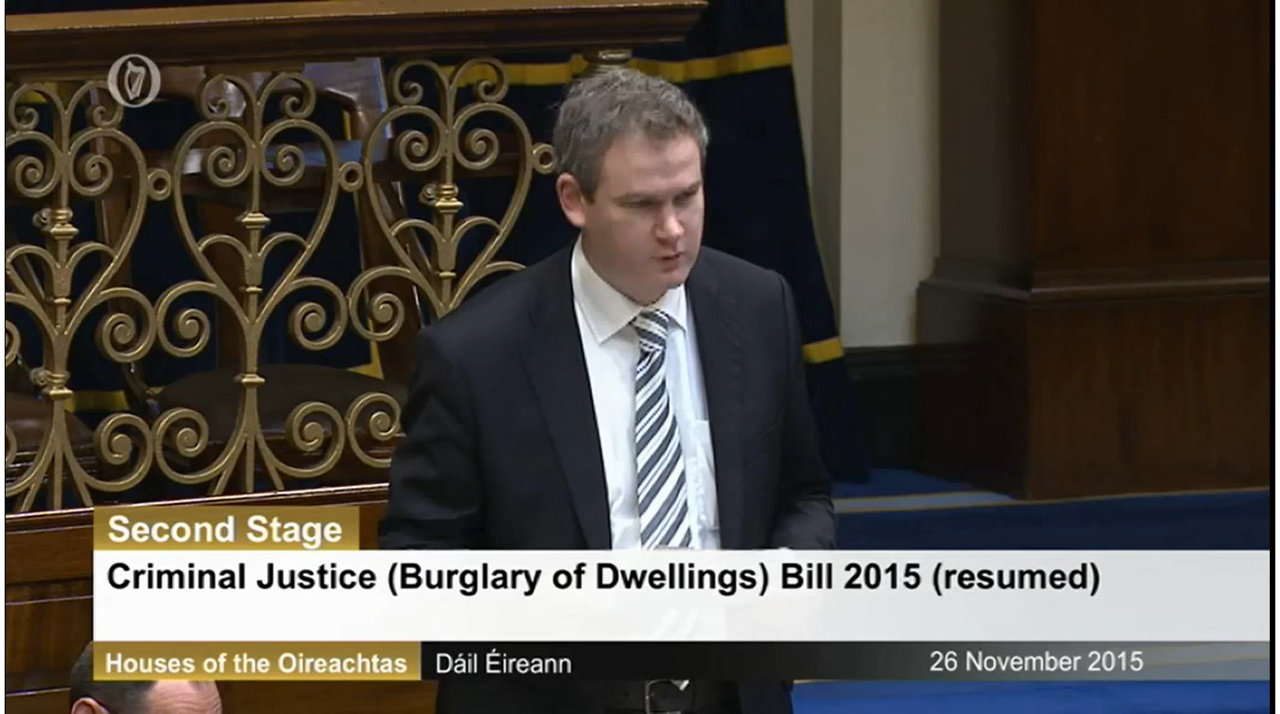 Second Stage
Criminal Justice (Burglary of Dwellings) Bill 2015 (resumed)
Houses of the Oireachtas Dáil Éireann 26 November 2015